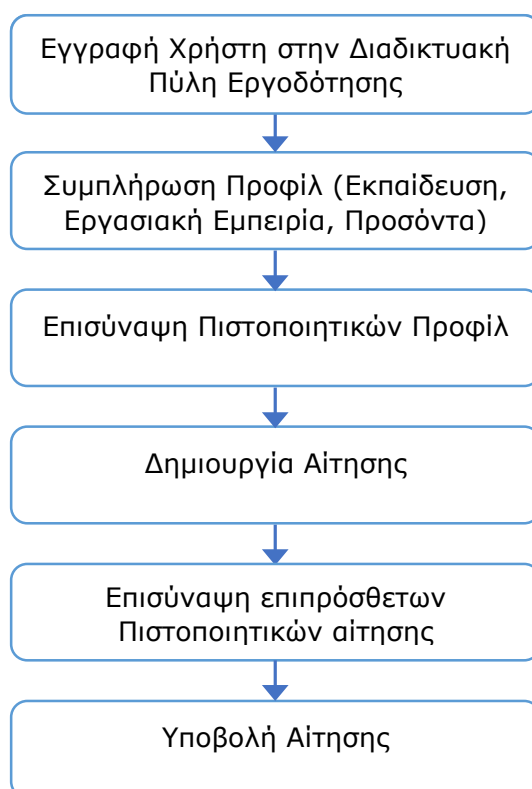 Εγγραφή Χρήστη στην Διαδικτυακή
Πύλη Εργοδότησης
Συμπλήρωση Προφίλ (Εκπαίδευση,
Εργασιακή Εμπειρία, Προσόντα)
Επισύναψη Πιστοποιητικών Προφίλ
Δημιουργία Αίτησης
Επισύναψη επιπρόσθετων
Πιστοποιητικών αίτησης
Υποβολή Αίτησης